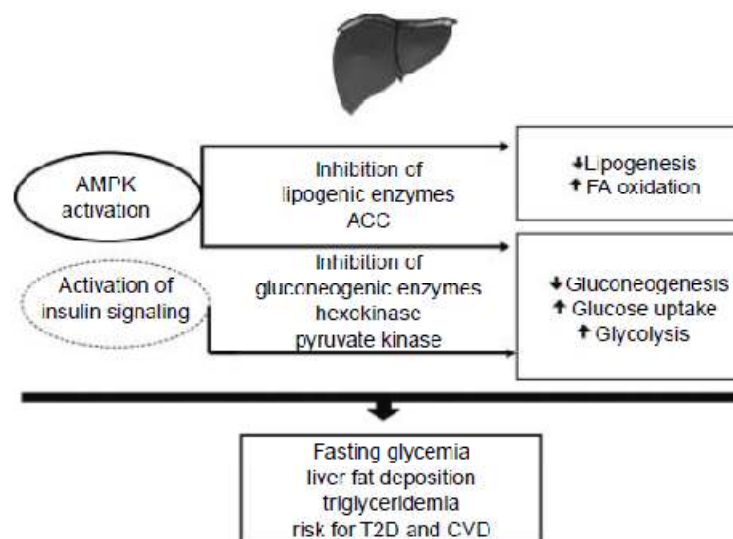 AMPK
activation
Inhibition of
lipogenic enzymes
ACC
↓Lipogenesis
↑ FA oxidation
Activation of
insulin signaling
Inhibition of
gluconeogenic enzymes
hexokinase
pyruvate kinase
↓Gluconeogenesis
↑ Glucose uptake
↑ Glycolysis
Fasting glycemia
liver fat deposition
triglyceridemia
risk for T2D and CVD